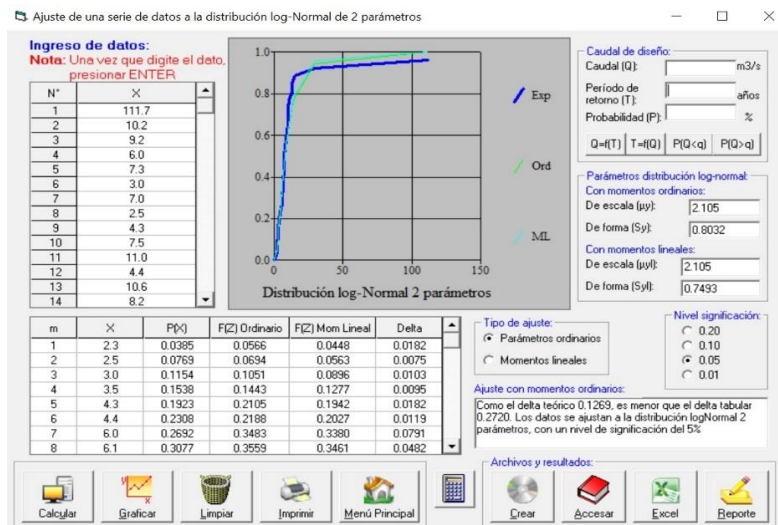 Ajuste de una serie de datos a la distribución log-Normal de 2 parámetros
Ingreso de datos:
Nota: Una vez que digite el dato,
presionar ENTER
N° X
1 111.7
2 10.2
3 9.2
4 6.0
5 7.3
6 3.0
7 7.0
8 2.5
9 4.3
10 7.5
11 11.0
12 4.4
13 10.6
14 8.2
1.0
0.8
0.6
0.4
0.2
0.0
0 50 100 150
Distribución log-Normal 2 parámetros
Exp
Ord
ML
Caudal de diseño:
Caudal (Q): m3/s
Período de
retorno (T): años
Probabilidad (P): %
Q=f(T) T=f(Q) P(Q<q) P(Q>q)
Parámetros distribución log-normal:
Con momentos ordinarios:
De escala (μy): 2.105
De forma (Sy): 0.8032
Con momentos lineales:
De escala (μyl): 2.105
De forma (Syl): 0.7493
m X P(X) F(Z) Ordinario F(Z) Mom Lineal Delta
1 2.3 0.0385 0.0566 0.0448 0.0182
2 2.5 0.0769 0.0694 0.0563 0.0075
3 3.0 0.1154 0.1051 0.0896 0.0103
4 3.5 0.1538 0.1443 0.1277 0.0095
5 4.3 0.1923 0.2105 0.1942 0.0182
6 4.4 0.2308 0.2188 0.2027 0.0119
7 6.0 0.2692 0.3483 0.3380 0.0791
8 6.1 0.3077 0.3559 0.3461 0.0482
Tipo de ajuste:
Parámetros ordinarios
Momentos lineales
Nivel significación:
0.20
0.10
0.05
0.01
Ajuste con momentos ordinarios:
Como el delta teórico 0.1269, es menor que el delta tabular
0.2720. Los datos se ajustan a la distribución logNormal 2
parámetros, con un nivel de significación del 5%
Archivos y resultados:
Calcular Graficar Limpiar Imprimir Menú Principal Crear Accesar Excel Reporte